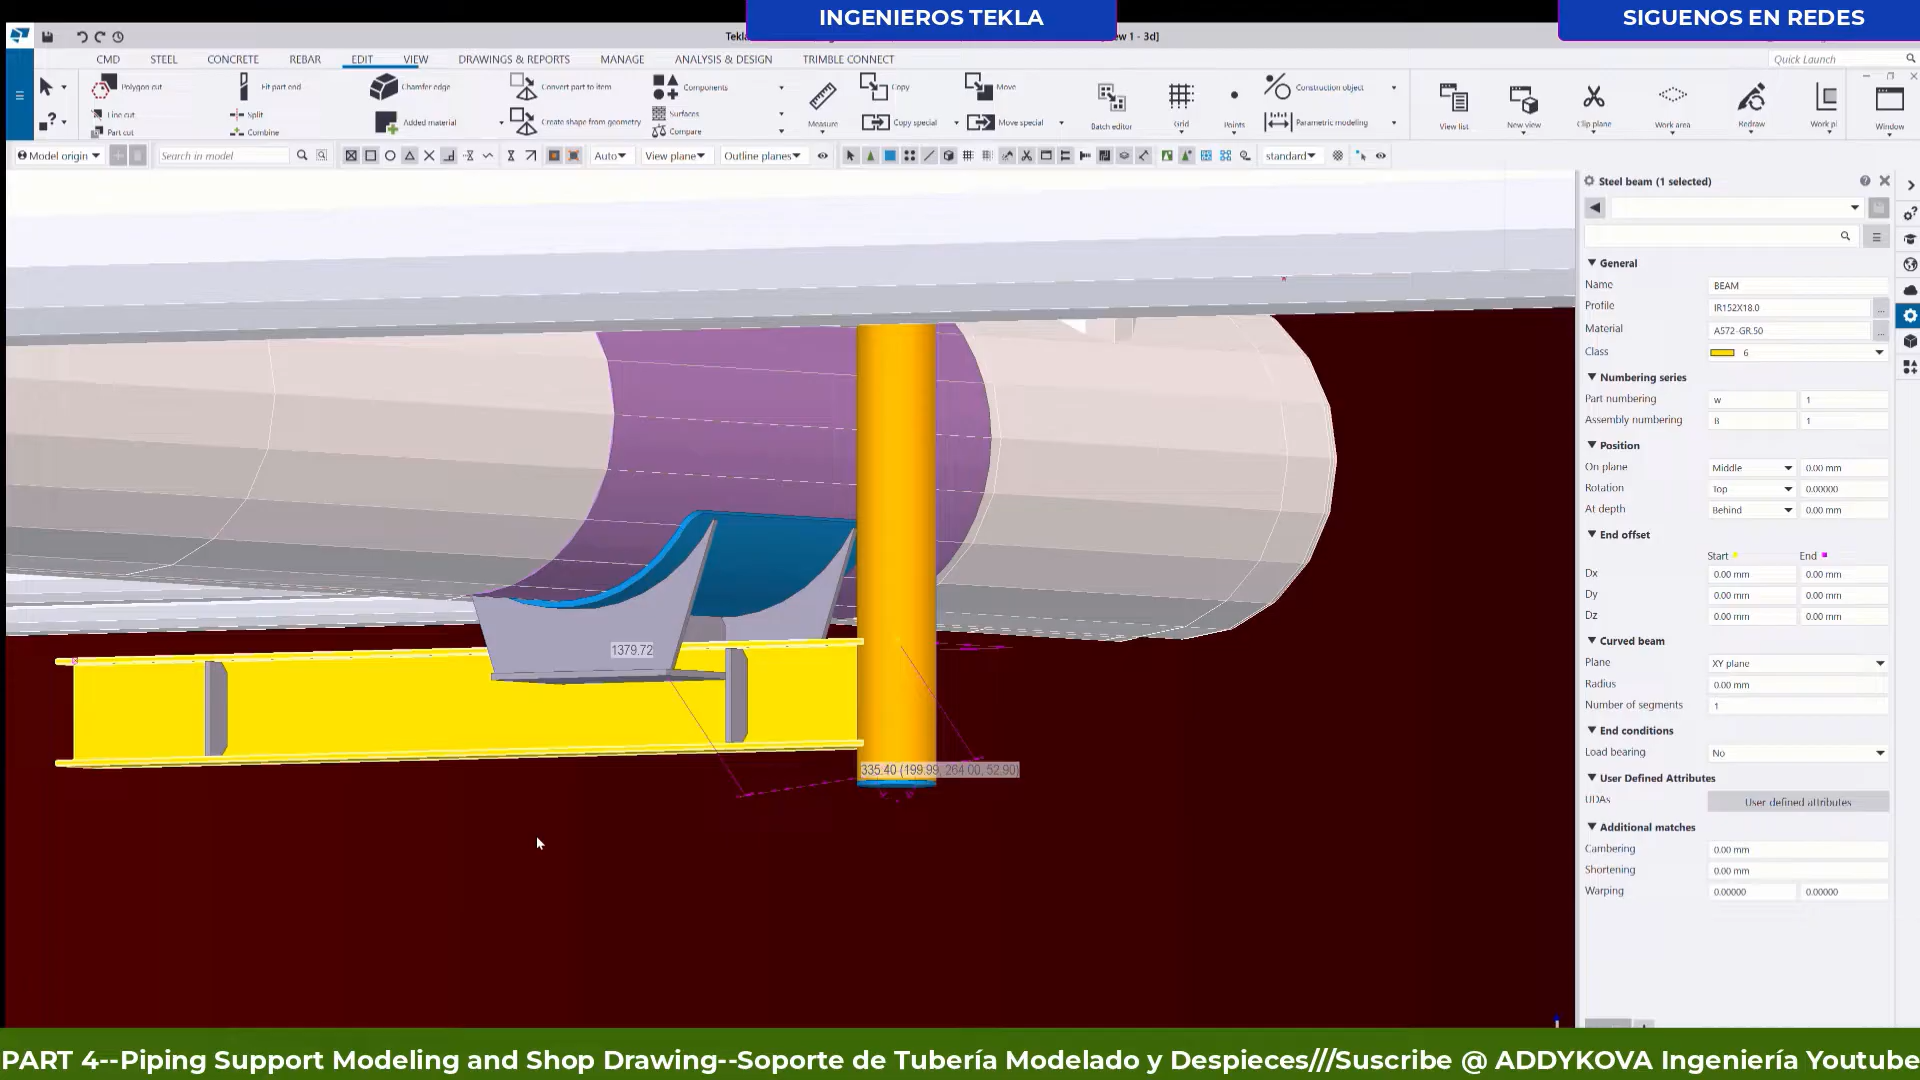 INGENIEROS TEKLA
SIGUENOS EN REDES
Tekla
ew 1 - 3d]
CMD STEEL CONCRETE REBAR EDIT VIEW DRAWINGS & REPORTS MANAGE ANALYSIS & DESIGN TRIMBLE CONNECT
Quick Launch
Polygon cut
Line cut
Part cut
Fit part end
Split
Combine
Chamfer edge
Added material
Convert part to item
Create shape from geometry
Components
Surfaces
Compare
Measure
Copy
Copy special
Move
Move special
Batch editor
Grid
Points
Construction object
Parametric modeling
View list
New view
Clip plane
Work area
Redraw
Work pl
Window
Model origin
Search in model
Auto
View plane
Outline planes
standard
Steel beam (1 selected)
General
Name BEAM
Profile IR152X18.0
Material A572-GR.50
Class 6
Numbering series
Part numbering w 1
Assembly numbering B 1
Position
On plane Middle 0.00 mm
Rotation Top 0.00000
At depth Behind 0.00 mm
End offset
Start End
Dx 0.00 mm 0.00 mm
Dy 0.00 mm 0.00 mm
Dz 0.00 mm 0.00 mm
Curved beam
Plane XY plane
Radius 0.00 mm
Number of segments 1
End conditions
Load bearing No
User Defined Attributes
UDAs User defined attributes
Additional matches
Cambering 0.00 mm
Shortening 0.00 mm
Warping 0.00000 0.00000
1379.72
335.40 (199.99, 264.00, 52.90)
PART 4--Piping Support Modeling and Shop Drawing--Soporte de Tubería Modelado y Despieces///Suscribe @ ADDYKOVA Ingeniería Youtube